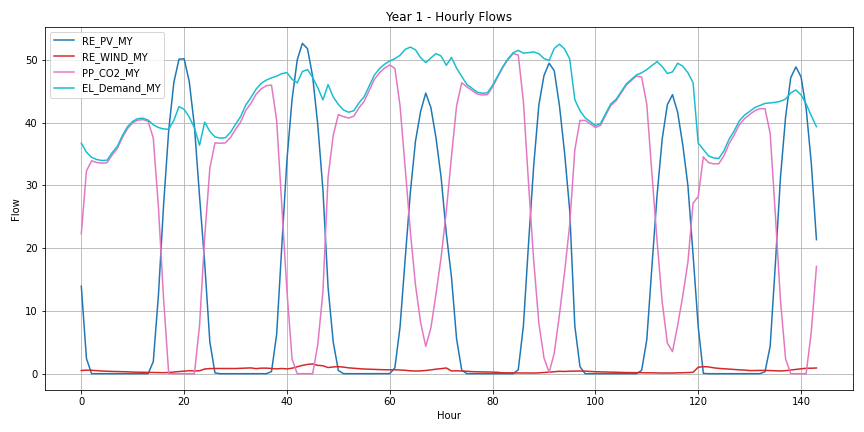 Year 1 - Hourly Flows
RE_PV_MY
RE_WIND_MY
PP_CO2_MY
EL_Demand_MY
50
40
30
20
10
0
Flow
0 20 40 60 80 100 120 140
Hour